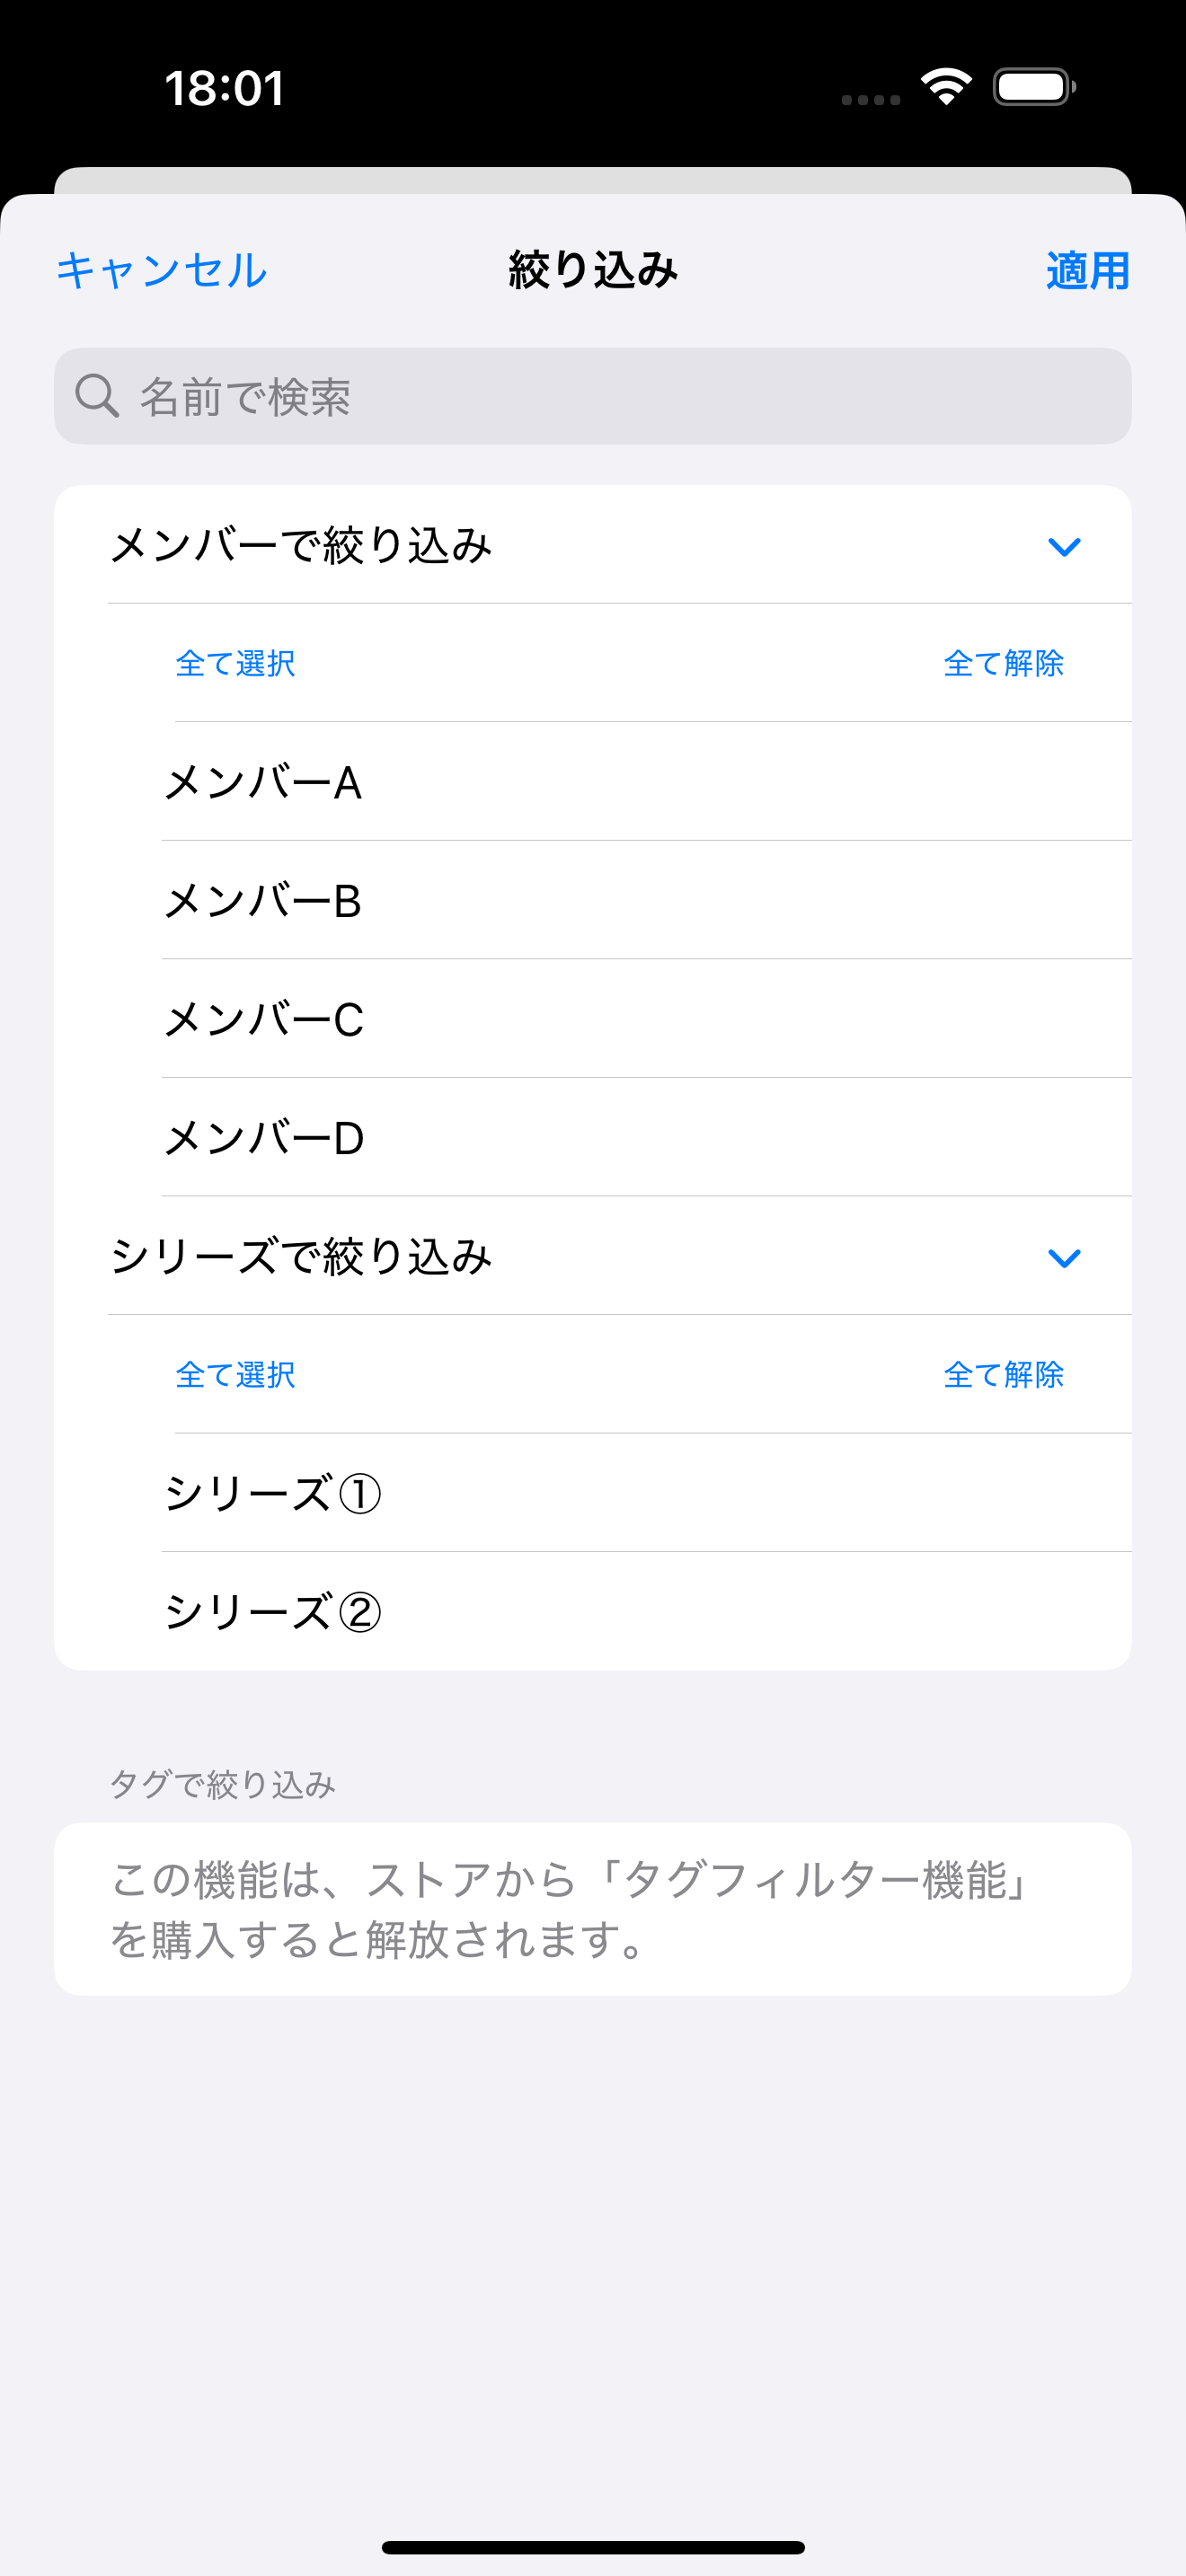 18:01
キャンセル 絞り込み 適用
名前で検索
メンバーで絞り込み
全て選択 全て解除
メンバーA
メンバーB
メンバーC
メンバーD
シリーズで絞り込み
全て選択 全て解除
シリーズ①
シリーズ②
タグで絞り込み
この機能は、ストアから「タグフィルター機能」
を購入すると解放されます。